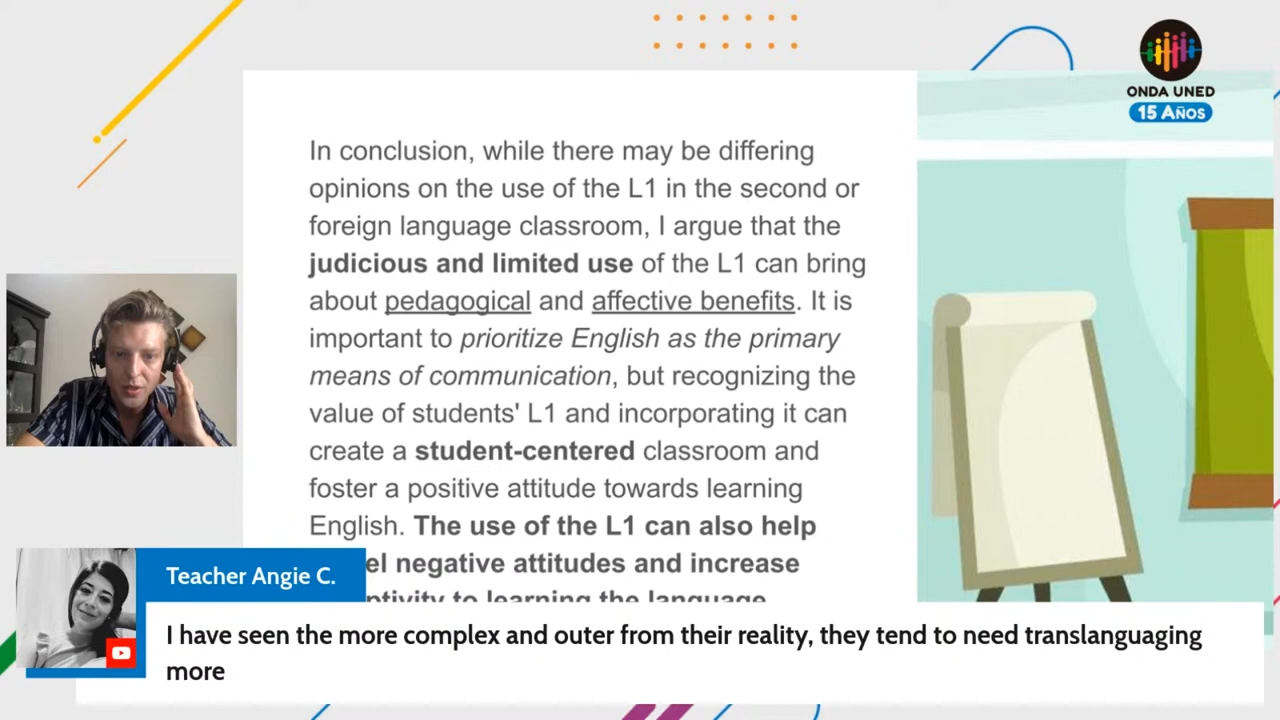 ONDA UNED
15 AÑOS
In conclusion, while there may be differing
opinions on the use of the L1 in the second or
foreign language classroom, I argue that the
judicious and limited use of the L1 can bring
about pedagogical and affective benefits. It is
important to prioritize English as the primary
means of communication, but recognizing the
value of students' L1 and incorporating it can
create a student-centered classroom and
foster a positive attitude towards learning
English. The use of the L1 can also help
negative attitudes and increase
to learning the language
Teacher Angie C.
I have seen the more complex and outer from their reality, they tend to need translanguaging
more